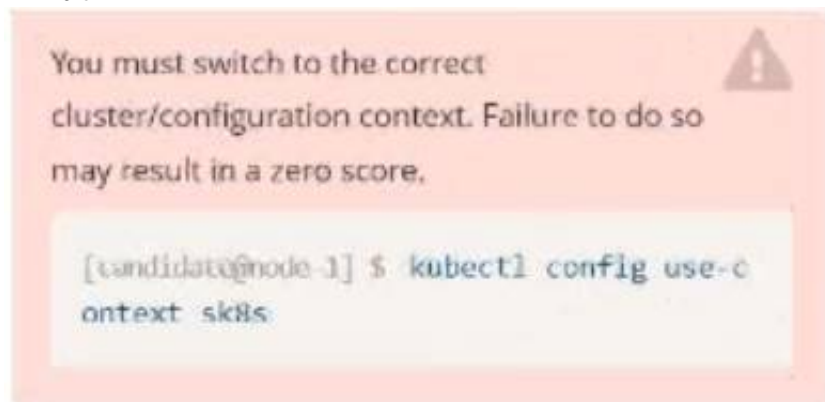 You must switch to the correct
cluster/configuration context. Failure to do so
may result in a zero score.
[candidate@node-1] $ kubectl config use-c
ontext sk8s